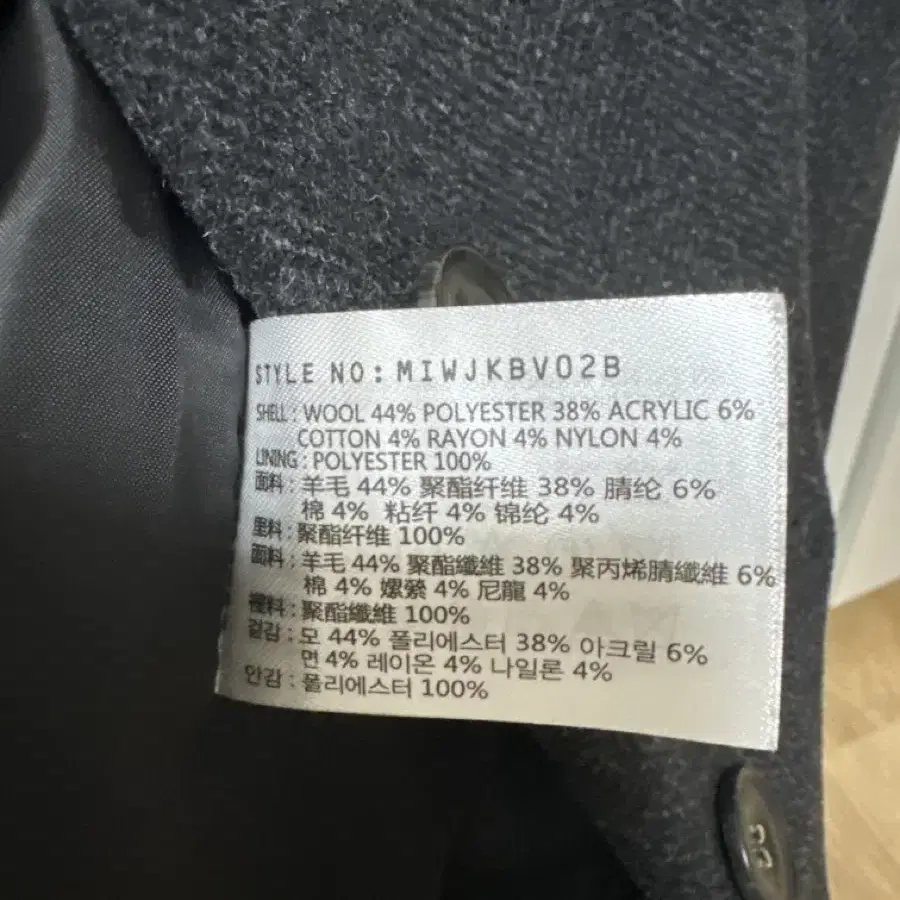 STYLE NO: MIWJKBV02B
SHELL : WOOL 44% POLYESTER 38% ACRYLIC 6%
COTTON 4% RAYON 4% NYLON 4%
LINING : POLYESTER 100%
面料 : 羊毛 44% 聚酯纤维 38% 腈纶 6%
棉 4% 粘纤 4% 锦纶 4%
里料 : 聚酯纤维 100%
面料 : 羊毛 44% 聚酯纖維 38% 聚丙烯腈纖維 6%
棉 4% 嫘縈 4% 尼龍 4%
裡料 : 聚酯纖維 100%
겉감 : 모 44% 폴리에스터 38% 아크릴 6%
면 4% 레이온 4% 나일론 4%
안감 : 폴리에스터 100%